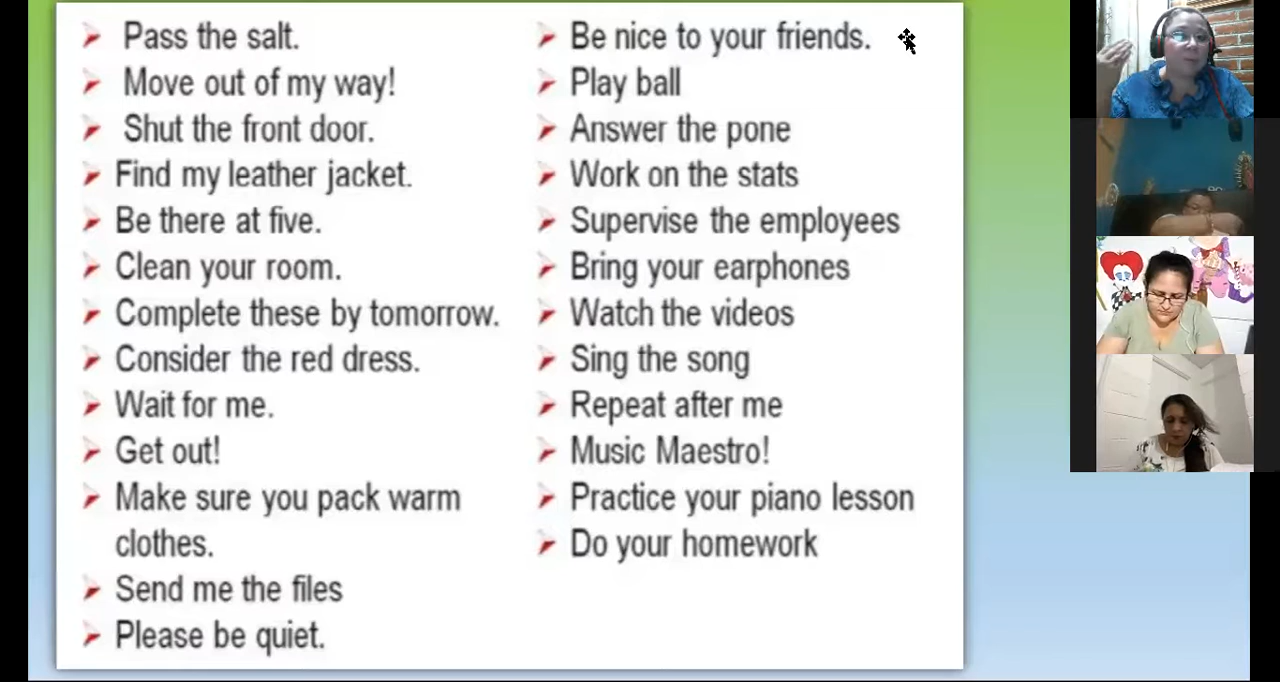 Pass the salt.
Move out of my way!
Shut the front door.
Find my leather jacket.
Be there at five.
Clean your room.
Complete these by tomorrow.
Consider the red dress.
Wait for me.
Get out!
Make sure you pack warm
clothes.
Send me the files
Please be quiet.
Be nice to your friends.
Play ball
Answer the pone
Work on the stats
Supervise the employees
Bring your earphones
Watch the videos
Sing the song
Repeat after me
Music Maestro!
Practice your piano lesson
Do your homework